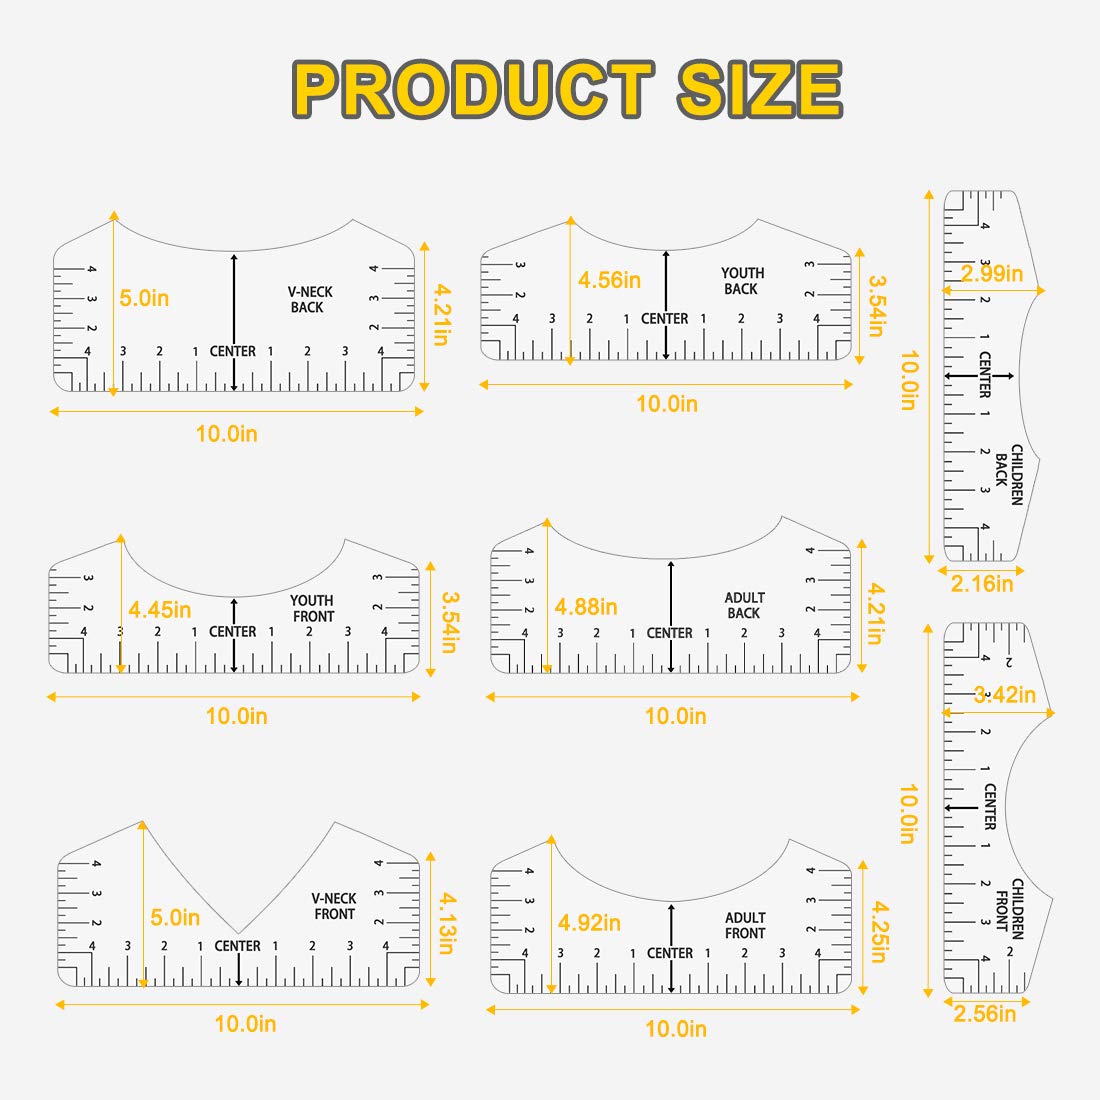 PRODUCT SIZE
5.0in
V-NECK
BACK
4.21in
4
3
2
4
3
2
4 3 2 1 CENTER 1 2 3 4
10.0in
4.56in
YOUTH
BACK
3.54in
3
2
3
2
4 3 2 1 CENTER 1 2 3 4
10.0in
2.99in
4
3
2
1
CENTER
1
2
3
4
CHILDREN
BACK
10.0in
2.16in
4.45in
YOUTH
FRONT
3.54in
3
2
3
2
4 3 2 1 CENTER 1 2 3 4
10.0in
4.88in
ADULT
BACK
4.21in
4
3
2
4
3
2
4 3 2 1 CENTER 1 2 3 4
10.0in
3.42in
2
4
3
2
1
CENTER
1
2
3
4
2
CHILDREN
FRONT
10.0in
2.56in
5.0in
V-NECK
FRONT
4.13in
4
3
2
4
3
2
4 3 2 1 CENTER 1 2 3 4
10.0in
4.92in
ADULT
FRONT
4.25in
4
3
2
4
3
2
4 3 2 1 CENTER 1 2 3 4
10.0in